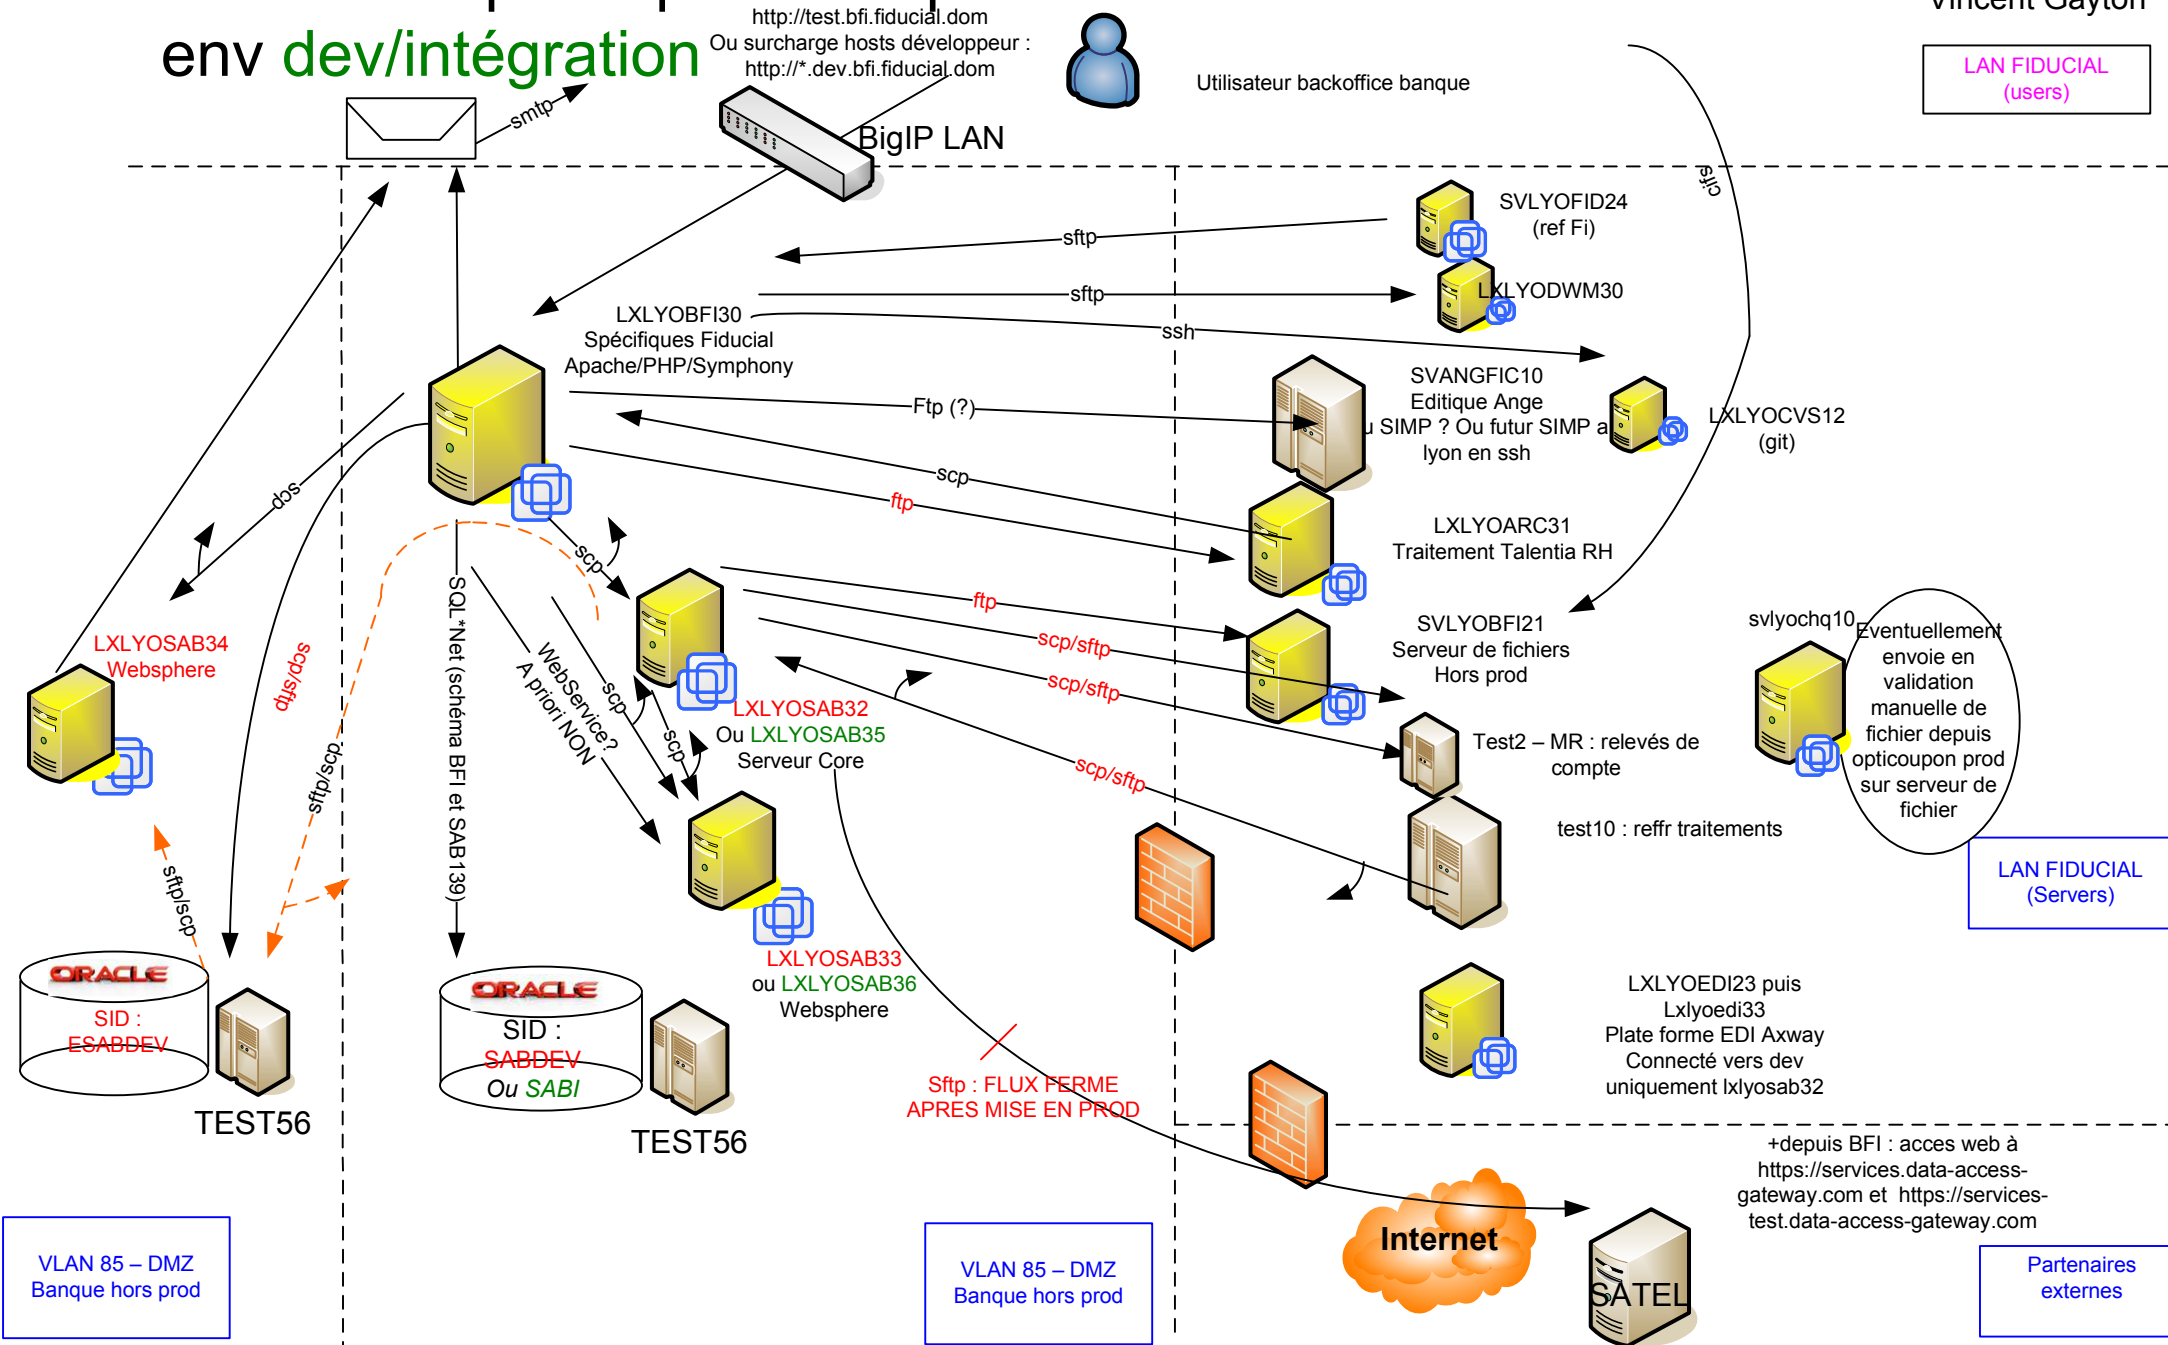 Vincent Gayton
http://test.bfi.fiducial.dom
Ou surcharge hosts développeur :
http://*.dev.bfi.fiducial.dom
env dev/intégration
Utilisateur backoffice banque
LAN FIDUCIAL
(users)
smtp
BigIP LAN
cifs
SVLYOFID24
(ref Fi)
sftp
sftp
LXLYODWM30
LXLYOBFI30
Spécifiques Fiducial
Apache/PHP/Symphony
ssh
SVANGFIC10
Editique Ange
u SIMP ? Ou futur SIMP a
lyon en ssh
LXLYOCVS12
(git)
Ftp (?)
scp
ftp
scp
LXLYOARC31
Traitement Talentia RH
scp
ftp
scp/sftp
scp/sftp
SVLYOBFI21
Serveur de fichiers
Hors prod
svlyochq10
Eventuellement
envoie en
validation
manuelle de
fichier depuis
opticoupon prod
sur serveur de
fichier
LXLYOSAB34
Websphere
scp/sftp
sftp/scp
SQL*Net (schéma BFI et SAB139)
WebService?
A priori NON
scp
scp
LXLYOSAB32
Ou LXLYOSAB35
Serveur Core
scp/sftp
Test2 – MR : relevés de
compte
test10 : reffr traitements
LAN FIDUCIAL
(Servers)
sftp/scp
LXLYOSAB33
ou LXLYOSAB36
Websphere
ORACLE
SID :
ESABDEV
TEST56
ORACLE
SID :
SABDEV
Ou SABI
TEST56
Sftp : FLUX FERME
APRES MISE EN PROD
LXLYOEDI23 puis
Lxlyoedi33
Plate forme EDI Axway
Connecté vers dev
uniquement lxlyosab32
+depuis BFI : acces web à
https://services.data-access-
gateway.com et https://services-
test.data-access-gateway.com
Internet
SATEL
VLAN 85 – DMZ
Banque hors prod
VLAN 85 – DMZ
Banque hors prod
Partenaires
externes